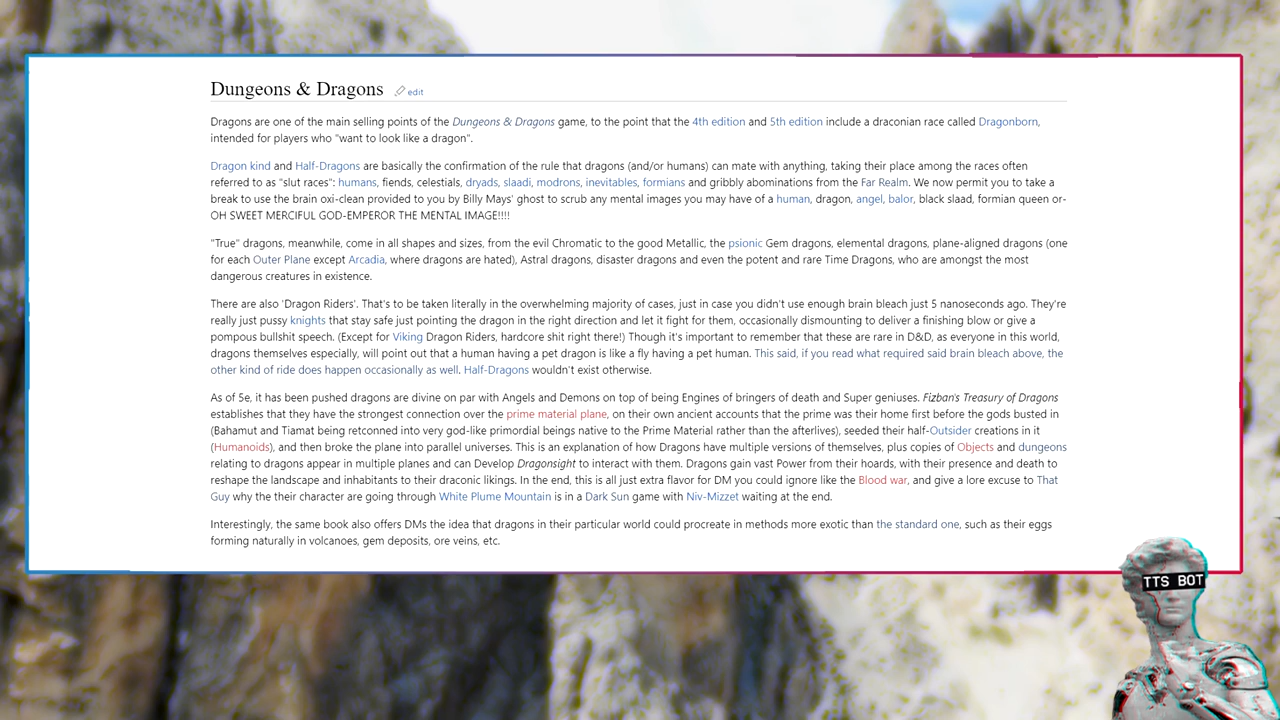 Dungeons & Dragons edit
Dragons are one of the main selling points of the Dungeons & Dragons game, to the point that the 4th edition and 5th edition include a draconian race called Dragonborn,
intended for players who "want to look like a dragon".
Dragon kind and Half-Dragons are basically the confirmation of the rule that dragons (and/or humans) can mate with anything, taking their place among the races often
referred to as "slut races": humans, fiends, celestials, dryads, slaadi, modrons, inevitables, formians and gribbly abominations from the Far Realm. We now permit you to take a
break to use the brain oxi-clean provided to you by Billy Mays' ghost to scrub any mental images you may have of a human, dragon, angel, balor, black slaad, formian queen or-
OH SWEET MERCIFUL GOD-EMPEROR THE MENTAL IMAGE!!!!
"True" dragons, meanwhile, come in all shapes and sizes, from the evil Chromatic to the good Metallic, the psionic Gem dragons, elemental dragons, plane-aligned dragons (one
for each Outer Plane except Arcadia, where dragons are hated), Astral dragons, disaster dragons and even the potent and rare Time Dragons, who are amongst the most
dangerous creatures in existence.
There are also 'Dragon Riders'. That's to be taken literally in the overwhelming majority of cases, just in case you didn't use enough brain bleach just 5 nanoseconds ago. They're
really just pussy knights that stay safe just pointing the dragon in the right direction and let it fight for them, occasionally dismounting to deliver a finishing blow or give a
pompous bullshit speech. (Except for Viking Dragon Riders, hardcore shit right there!) Though it's important to remember that these are rare in D&D, as everyone in this world,
dragons themselves especially, will point out that a human having a pet dragon is like a fly having a pet human. This said, if you read what required said brain bleach above, the
other kind of ride does happen occasionally as well. Half-Dragons wouldn't exist otherwise.
As of 5e, it has been pushed dragons are divine on par with Angels and Demons on top of being Engines of bringers of death and Super geniuses. Fizban's Treasury of Dragons
establishes that they have the strongest connection over the prime material plane, on their own ancient accounts that the prime was their home first before the gods busted in
(Bahamut and Tiamat being retconned into very god-like primordial beings native to the Prime Material rather than the afterlives), seeded their half-Outsider creations in it
(Humanoids), and then broke the plane into parallel universes. This is an explanation of how Dragons have multiple versions of themselves, plus copies of Objects and dungeons
relating to dragons appear in multiple planes and can Develop Dragonsight to interact with them. Dragons gain vast Power from their hoards, with their presence and death to
reshape the landscape and inhabitants to their draconic likings. In the end, this is all just extra flavor for DM you could ignore like the Blood war, and give a lore excuse to That
Guy why the their character are going through White Plume Mountain is in a Dark Sun game with Niv-Mizzet waiting at the end.
Interestingly, the same book also offers DMs the idea that dragons in their particular world could procreate in methods more exotic than the standard one, such as their eggs
forming naturally in volcanoes, gem deposits, ore veins, etc.
TTS BOT